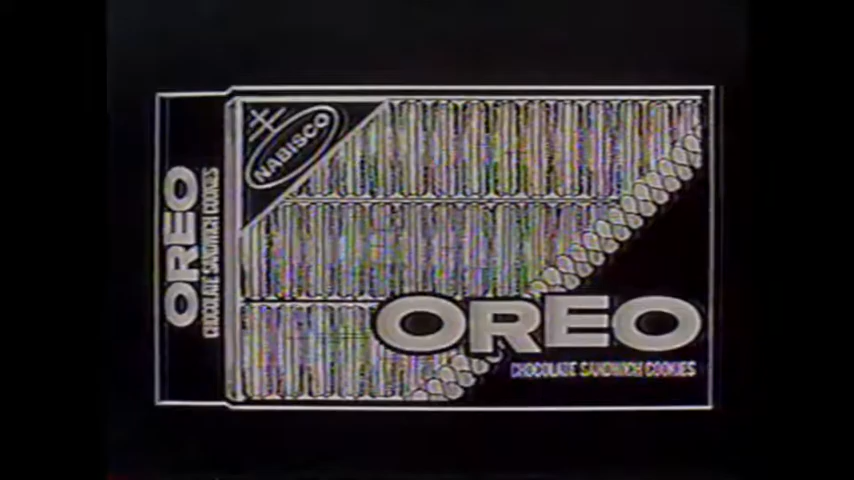 NABISCO
OREO
CHOCOLATE SANDWICH COOKIES
OREO
CHOCOLATE SANDWICH COOKIES